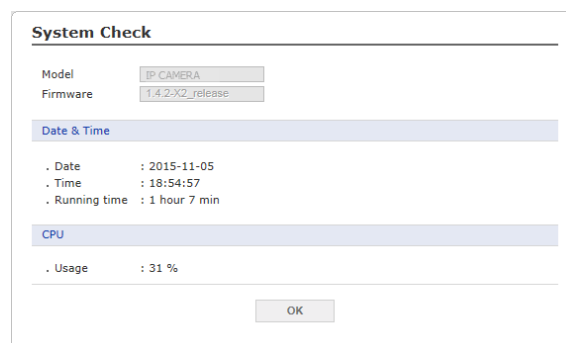 System Check
Model IP CAMERA
Firmware 1.4.2-X2_release
Date & Time
. Date : 2015-11-05
. Time : 18:54:57
. Running time : 1 hour 7 min
CPU
. Usage : 31 %
OK